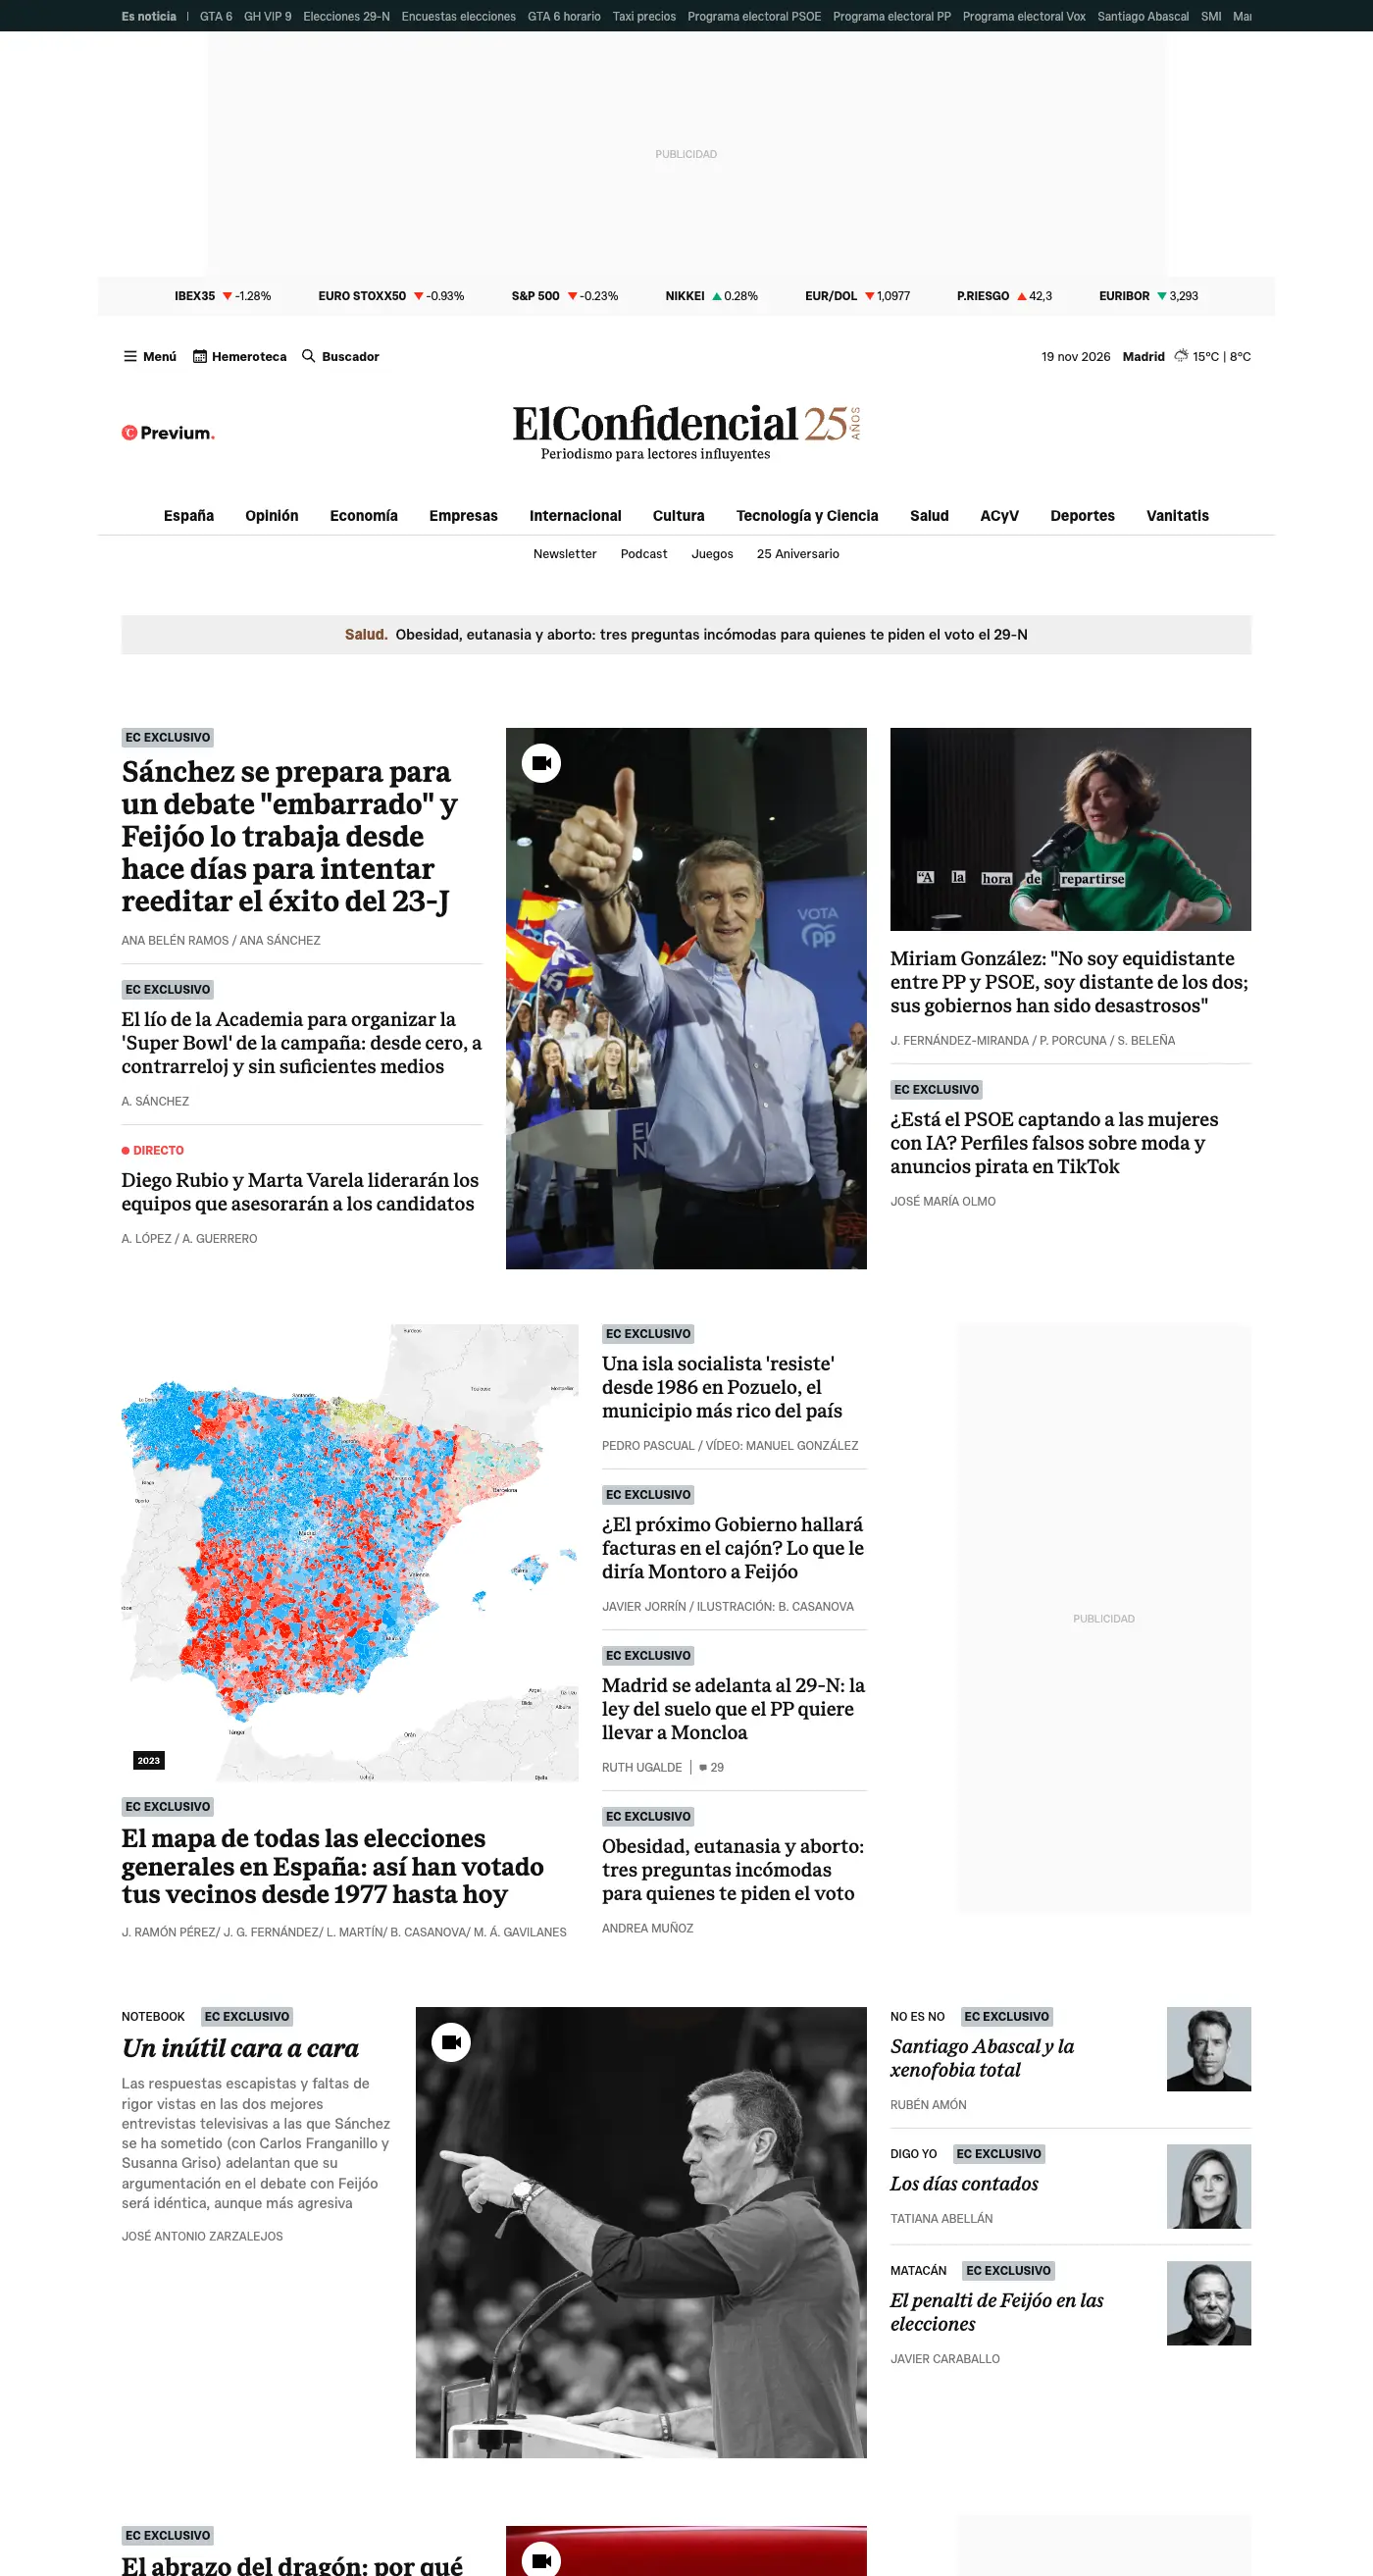 Es noticia | GTA 6 GH VIP 9 Elecciones 29-N Encuestas elecciones GTA 6 horario Taxi precios Programa electoral PSOE Programa electoral PP Programa electoral Vox Santiago Abascal SMI
PUBLICIDAD
IBEX35 -1.28% EURO STOXX50 -0.93% S&P 500 -0.23% NIKKEI 0.28% EUR/DOL 1,0977 P.RIESGO 42,3 EURIBOR 3,293
Menú Hemeroteca Buscador 19 nov 2026 Madrid 15°C | 8°C
Previum.
ElConfidencial 25 AÑOS
Periodismo para lectores influyentes
España Opinión Economía Empresas Internacional Cultura Tecnología y Ciencia Salud ACyV Deportes Vanitatis
Newsletter Podcast Juegos 25 Aniversario
Salud. Obesidad, eutanasia y aborto: tres preguntas incómodas para quienes te piden el voto el 29-N
EC EXCLUSIVO
Sánchez se prepara para
un debate "embarrado" y
Feijóo lo trabaja desde
hace días para intentar
reeditar el éxito del 23-J
ANA BELÉN RAMOS / ANA SÁNCHEZ
EC EXCLUSIVO
El lío de la Academia para organizar la
'Super Bowl' de la campaña: desde cero, a
contrarreloj y sin suficientes medios
A. SÁNCHEZ
DIRECTO
Diego Rubio y Marta Varela liderarán los
equipos que asesorarán a los candidatos
A. LÓPEZ / A. GUERRERO
VOTA
pp
“A la hora de repartirse
Miriam González: "No soy equidistante
entre PP y PSOE, soy distante de los dos;
sus gobiernos han sido desastrosos"
J. FERNÁNDEZ-MIRANDA / P. PORCUNA / S. BELEÑA
EC EXCLUSIVO
¿Está el PSOE captando a las mujeres
con IA? Perfiles falsos sobre moda y
anuncios pirata en TikTok
JOSÉ MARÍA OLMO
Madrid
Barcelona
Valencia
2023
EC EXCLUSIVO
El mapa de todas las elecciones
generales en España: así han votado
tus vecinos desde 1977 hasta hoy
J. RAMÓN PÉREZ/ J. G. FERNÁNDEZ/ L. MARTÍN/ B. CASANOVA/ M. Á. GAVILANES
EC EXCLUSIVO
Una isla socialista 'resiste'
desde 1986 en Pozuelo, el
municipio más rico del país
PEDRO PASCUAL / VÍDEO: MANUEL GONZÁLEZ
EC EXCLUSIVO
¿El próximo Gobierno hallará
facturas en el cajón? Lo que le
diría Montoro a Feijóo
JAVIER JORRÍN / ILUSTRACIÓN: B. CASANOVA
EC EXCLUSIVO
Madrid se adelanta al 29-N: la
ley del suelo que el PP quiere
llevar a Moncloa
RUTH UGALDE | 29
EC EXCLUSIVO
Obesidad, eutanasia y aborto:
tres preguntas incómodas
para quienes te piden el voto
ANDREA MUÑOZ
PUBLICIDAD
NOTEBOOK EC EXCLUSIVO
Un inútil cara a cara
Las respuestas escapistas y faltas de
rigor vistas en las dos mejores
entrevistas televisivas a las que Sánchez
se ha sometido (con Carlos Franganillo y
Susanna Griso) adelantan que su
argumentación en el debate con Feijóo
será idéntica, aunque más agresiva
JOSÉ ANTONIO ZARZALEJOS
NO ES NO EC EXCLUSIVO
Santiago Abascal y la
xenofobia total
RUBÉN AMÓN
DIGO YO EC EXCLUSIVO
Los días contados
TATIANA ABELLÁN
MATACÁN EC EXCLUSIVO
El penalti de Feijóo en las
elecciones
JAVIER CARABALLO
EC EXCLUSIVO
El abrazo del dragón: por qué